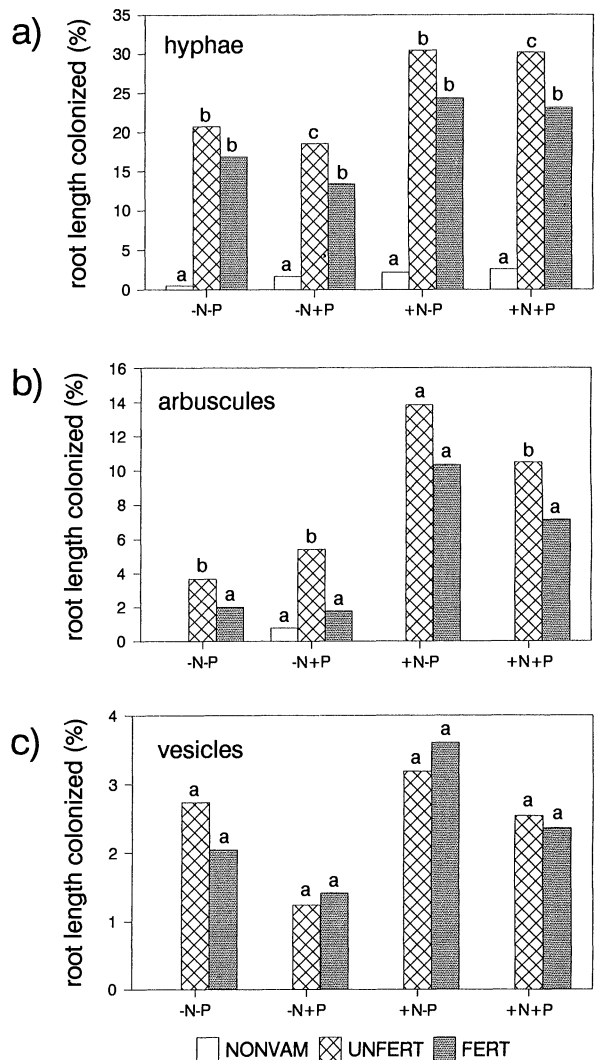 a)
hyphae
root length colonized (%)
35
30
25
20
15
10
5
0
a b b
a c b
a b b
a c b
-N-P -N+P +N-P +N+P
b)
arbuscules
root length colonized (%)
16
14
12
10
8
6
4
2
0
b a
a b a
a a
b a
-N-P -N+P +N-P +N+P
c)
vesicles
root length colonized (%)
4
3
2
1
0
a a
a a
a a
a a
-N-P -N+P +N-P +N+P
NONVAM UNFERT FERT